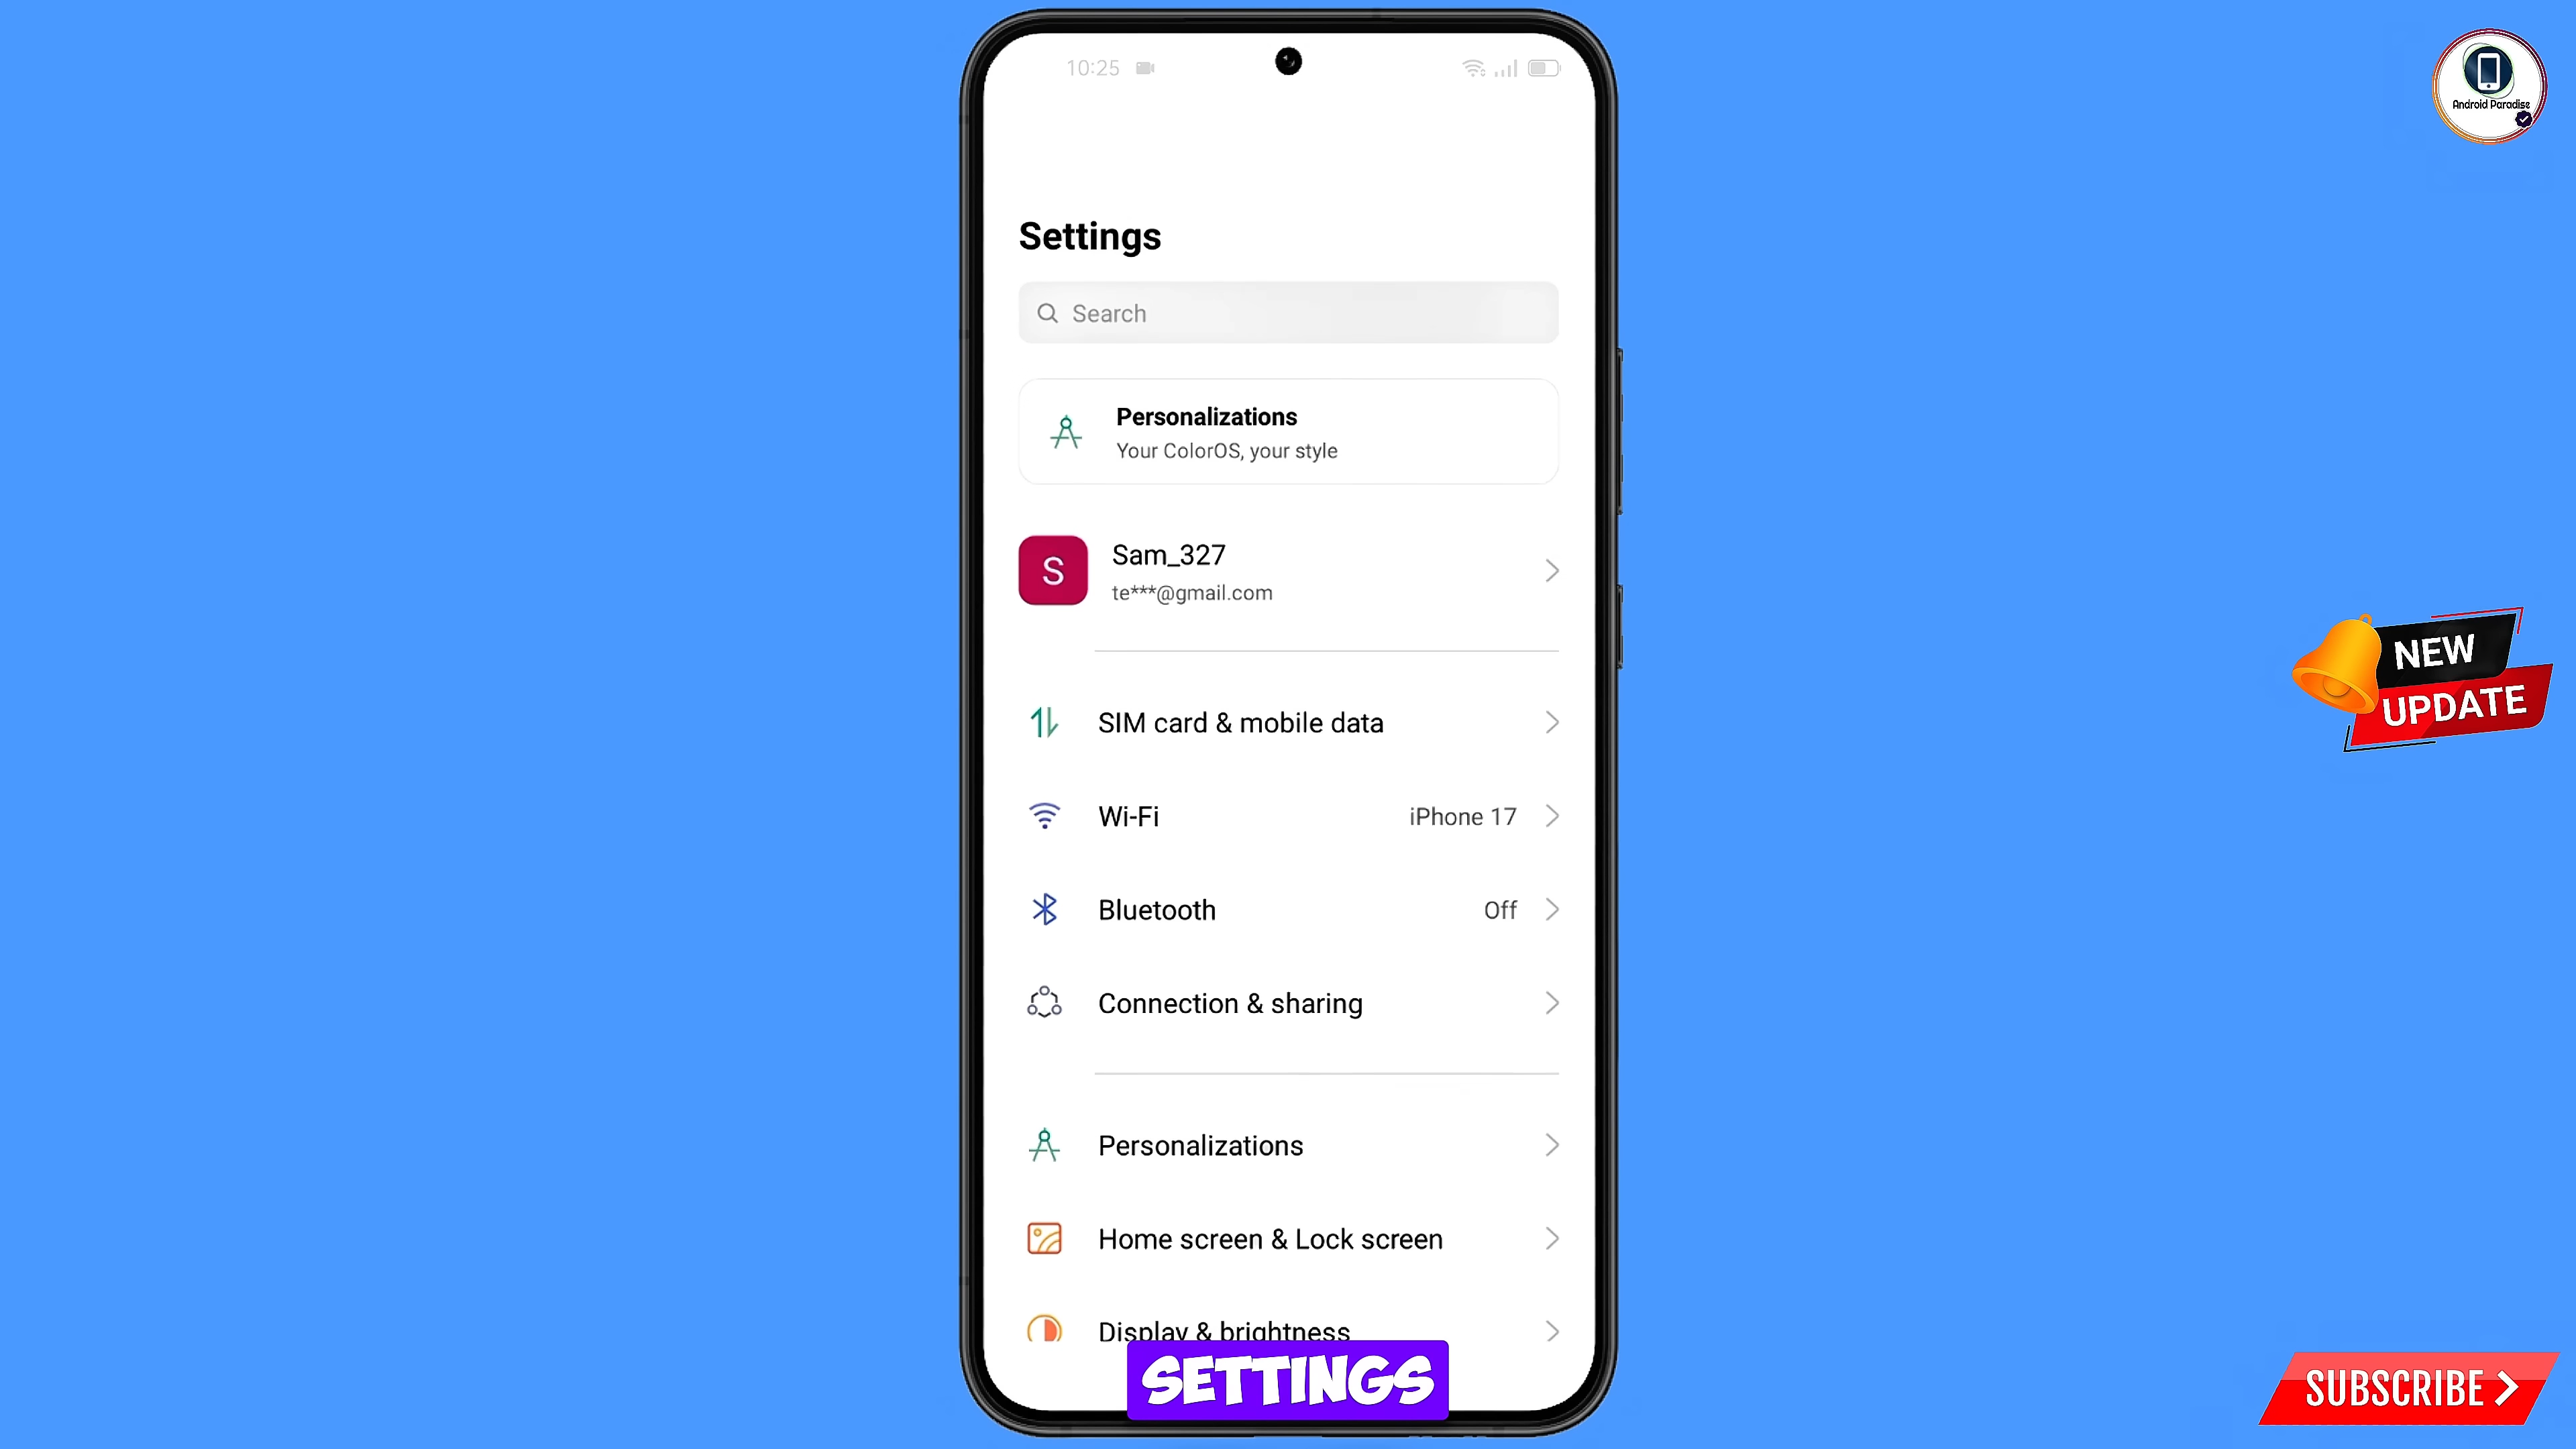 10:25
Android Paradise
Settings
Search
Personalizations
Your ColorOS, your style
S
Sam_327
te***@gmail.com
SIM card & mobile data
Wi-Fi iPhone 17
NEW
UPDATE
Bluetooth Off
Connection & sharing
Personalizations
Home screen & Lock screen
Display & brightness
SETTINGS
SUBSCRIBE